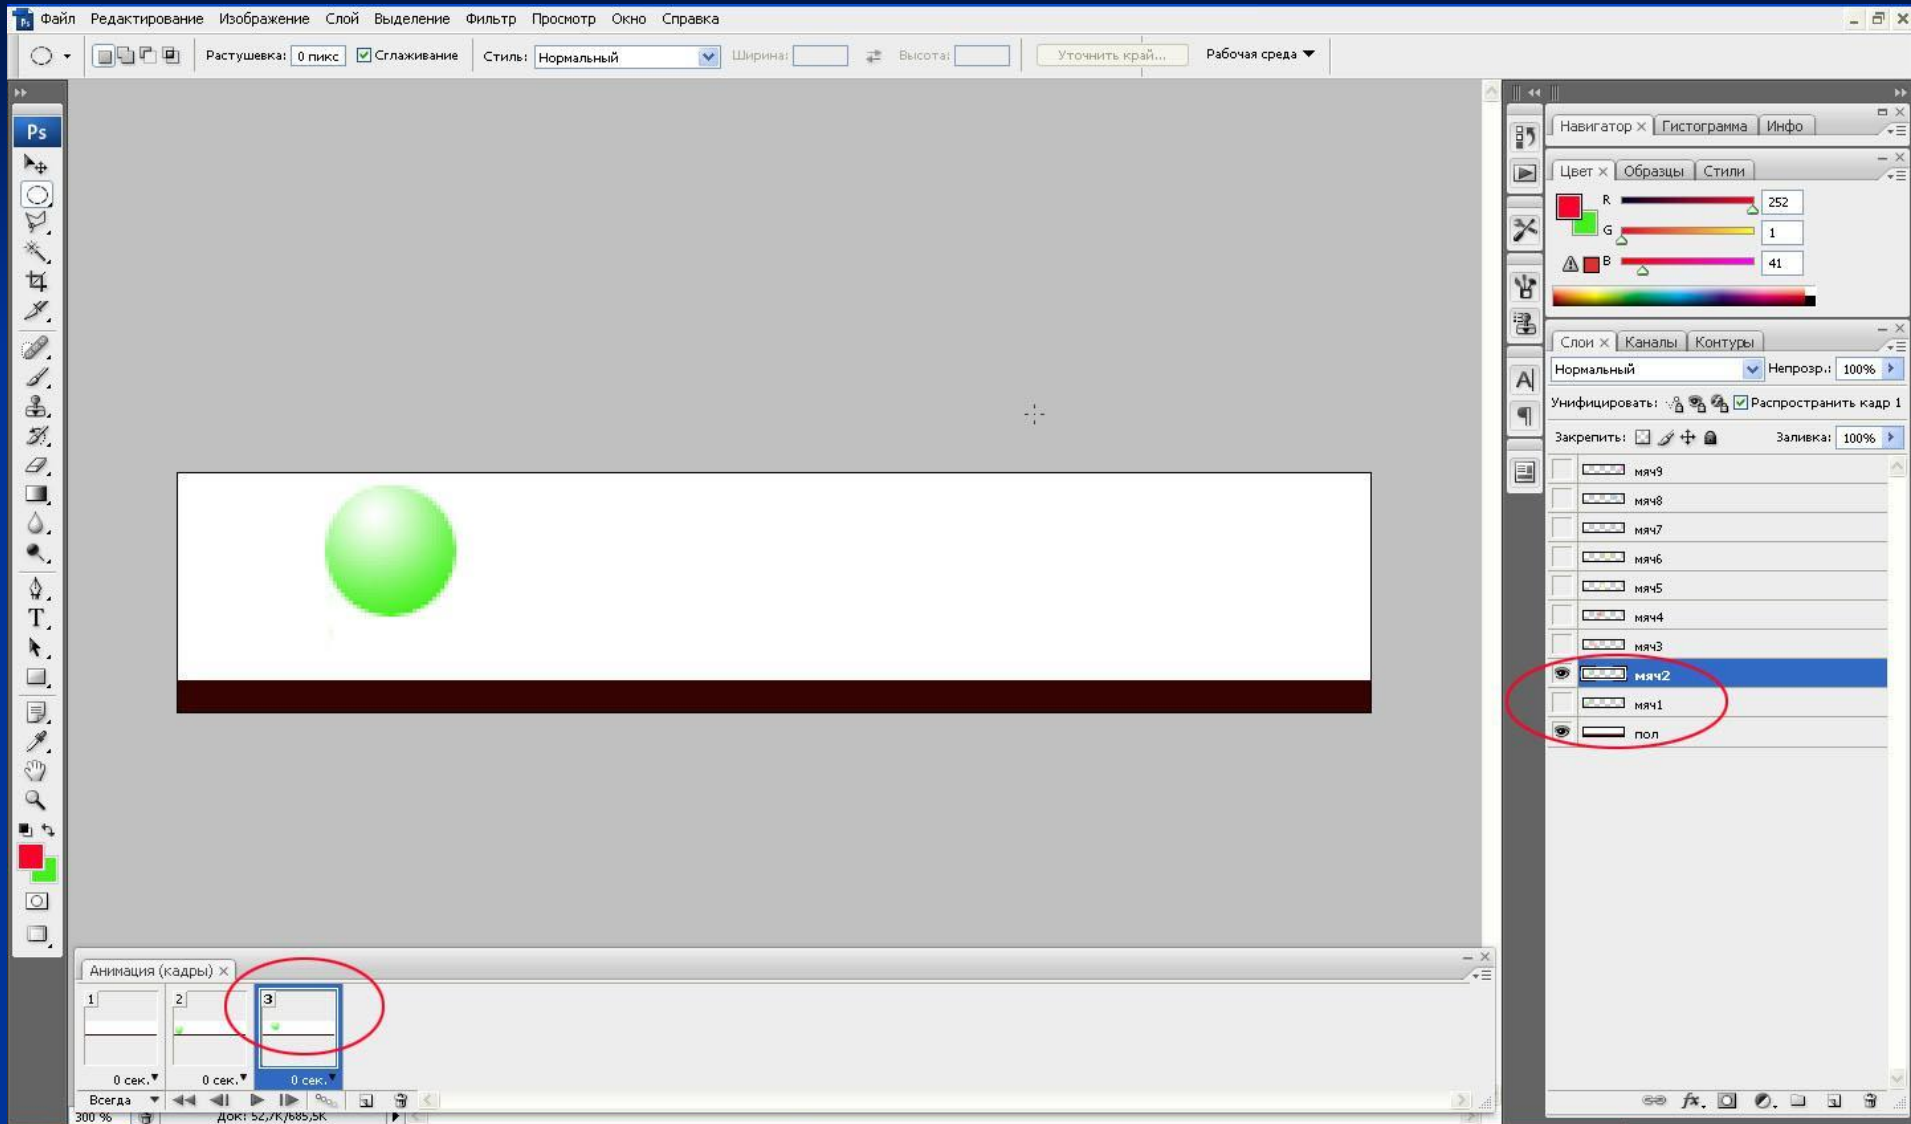 Файл Редактирование Изображение Слой Выделение Фильтр Просмотр Окно Справка
Растушевка: 0 пикс Сглаживание Стиль: Нормальный Ширина: Высота: Уточнить край... Рабочая среда
Ps
Навигатор Гистограмма Инфо
Цвет Образцы Стили
R 252
G 1
B 41
Слои Каналы Контуры
Нормальный Непрозр.: 100%
Унифицировать: Распространить кадр 1
Закрепить: Заливка: 100%
мяч9
мяч8
мяч7
мяч6
мяч5
мяч4
мяч3
мяч2
мяч1
пол
Анимация (кадры)
1 2 3
0 сек. 0 сек. 0 сек.
Всегда
300 % Док: 52,7K/685,5K